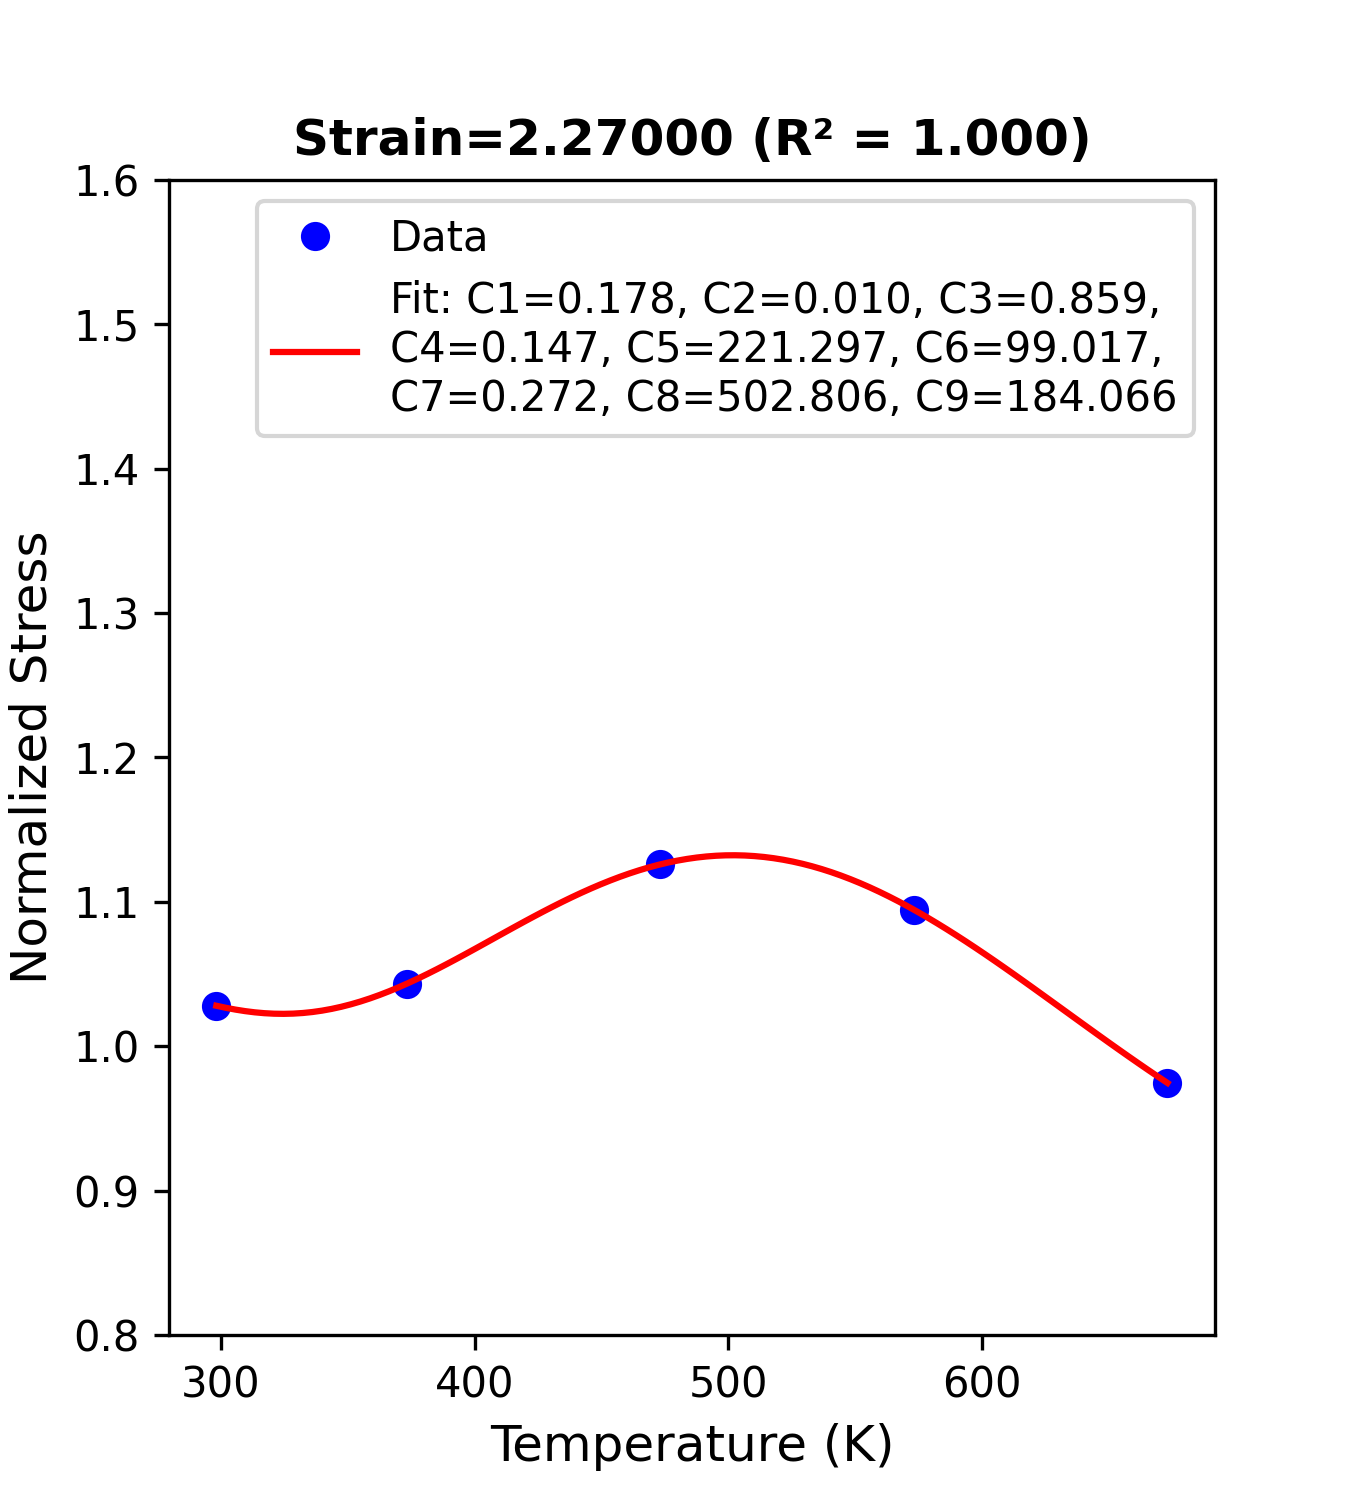 Strain=2.27000 (R² = 1.000)
1.6
1.5
1.4
1.3
1.2
1.1
1.0
0.9
0.8
Normalized Stress
Data
Fit: C1=0.178, C2=0.010, C3=0.859,
C4=0.147, C5=221.297, C6=99.017,
C7=0.272, C8=502.806, C9=184.066
300 400 500 600
Temperature (K)